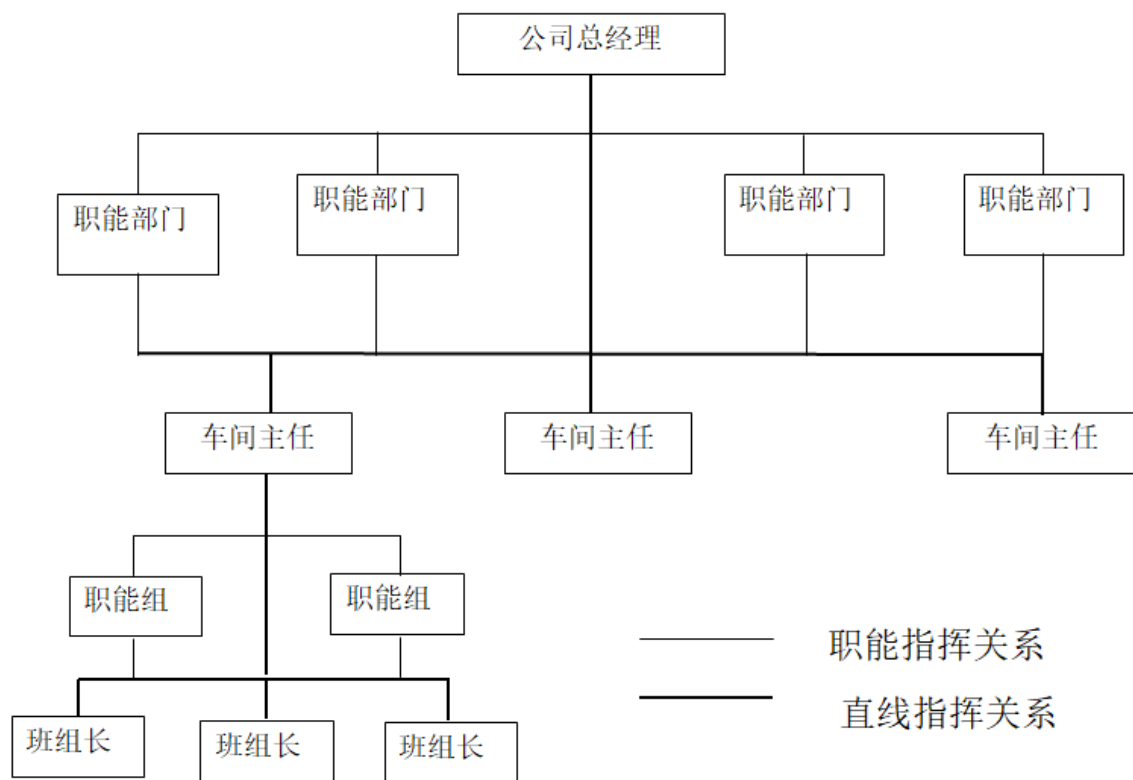 公司总经理
职能部门
职能部门
职能部门
职能部门
车间主任
车间主任
车间主任
职能组
职能组
职能指挥关系
直线指挥关系
班组长
班组长
班组长